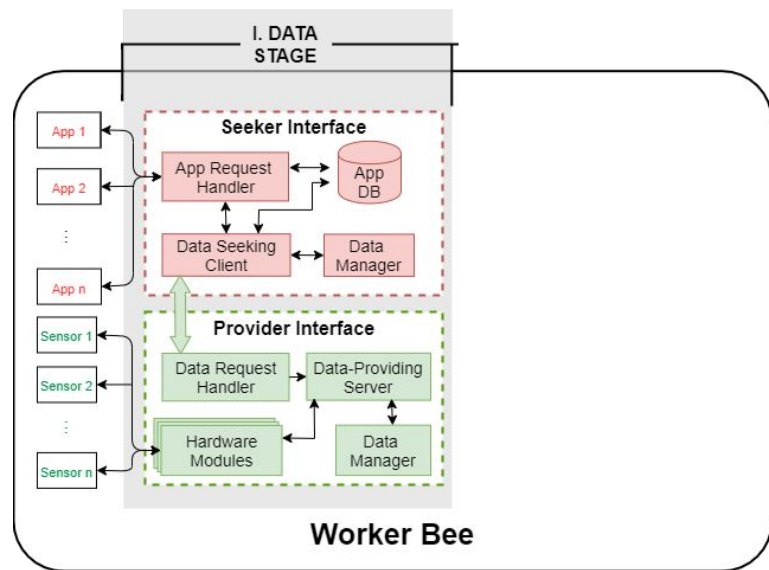 I. DATA
STAGE
Seeker Interface
App 1
App 2
⋮
App n
App Request
Handler
App
DB
Data Seeking
Client
Data
Manager
Provider Interface
Sensor 1
Sensor 2
⋮
Sensor n
Data Request
Handler
Data-Providing
Server
Hardware
Modules
Data
Manager
Worker Bee